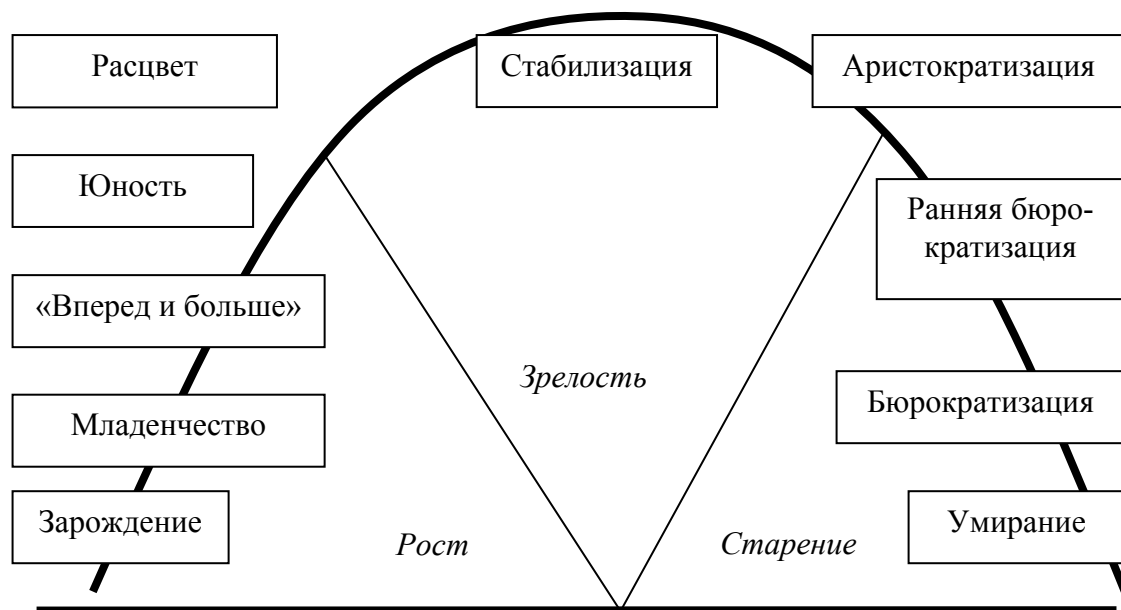 Расцвет
Стабилизация
Аристократизация
Юность
Ранняя бюро-
кратизация
«Вперед и больше»
Зрелость
Бюрократизация
Младенчество
Зарождение
Рост
Старение
Умирание